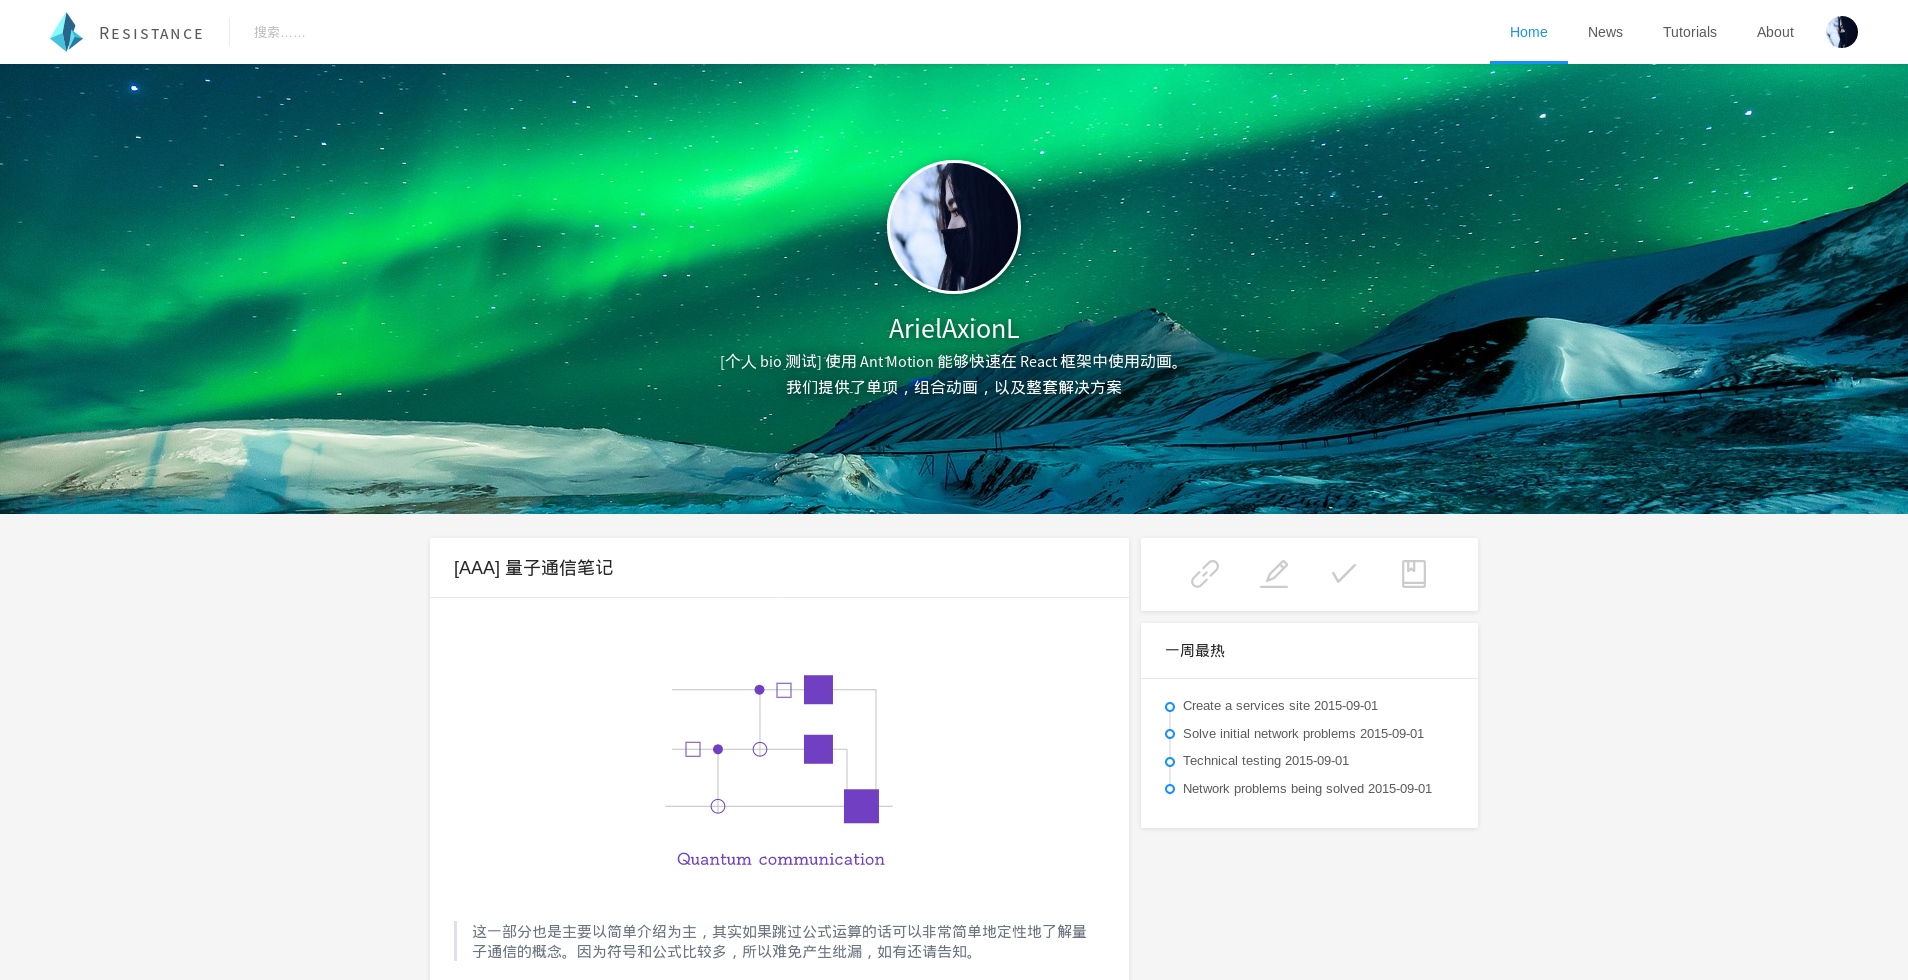 RESISTANCE
搜索……
Home
News
Tutorials
About
ArielAxionL
[个人 bio 测试] 使用 Ant Motion 能够快速在 React 框架中使用动画。
我们提供了单项，组合动画，以及整套解决方案
[AAA] 量子通信笔记
Quantum communication
这一部分也是主要以简单介绍为主，其实如果跳过公式运算的话可以非常简单地定性地了解量
子通信的概念。因为符号和公式比较多，所以难免产生纰漏，如有还请告知。
一周最热
Create a services site 2015-09-01
Solve initial network problems 2015-09-01
Technical testing 2015-09-01
Network problems being solved 2015-09-01